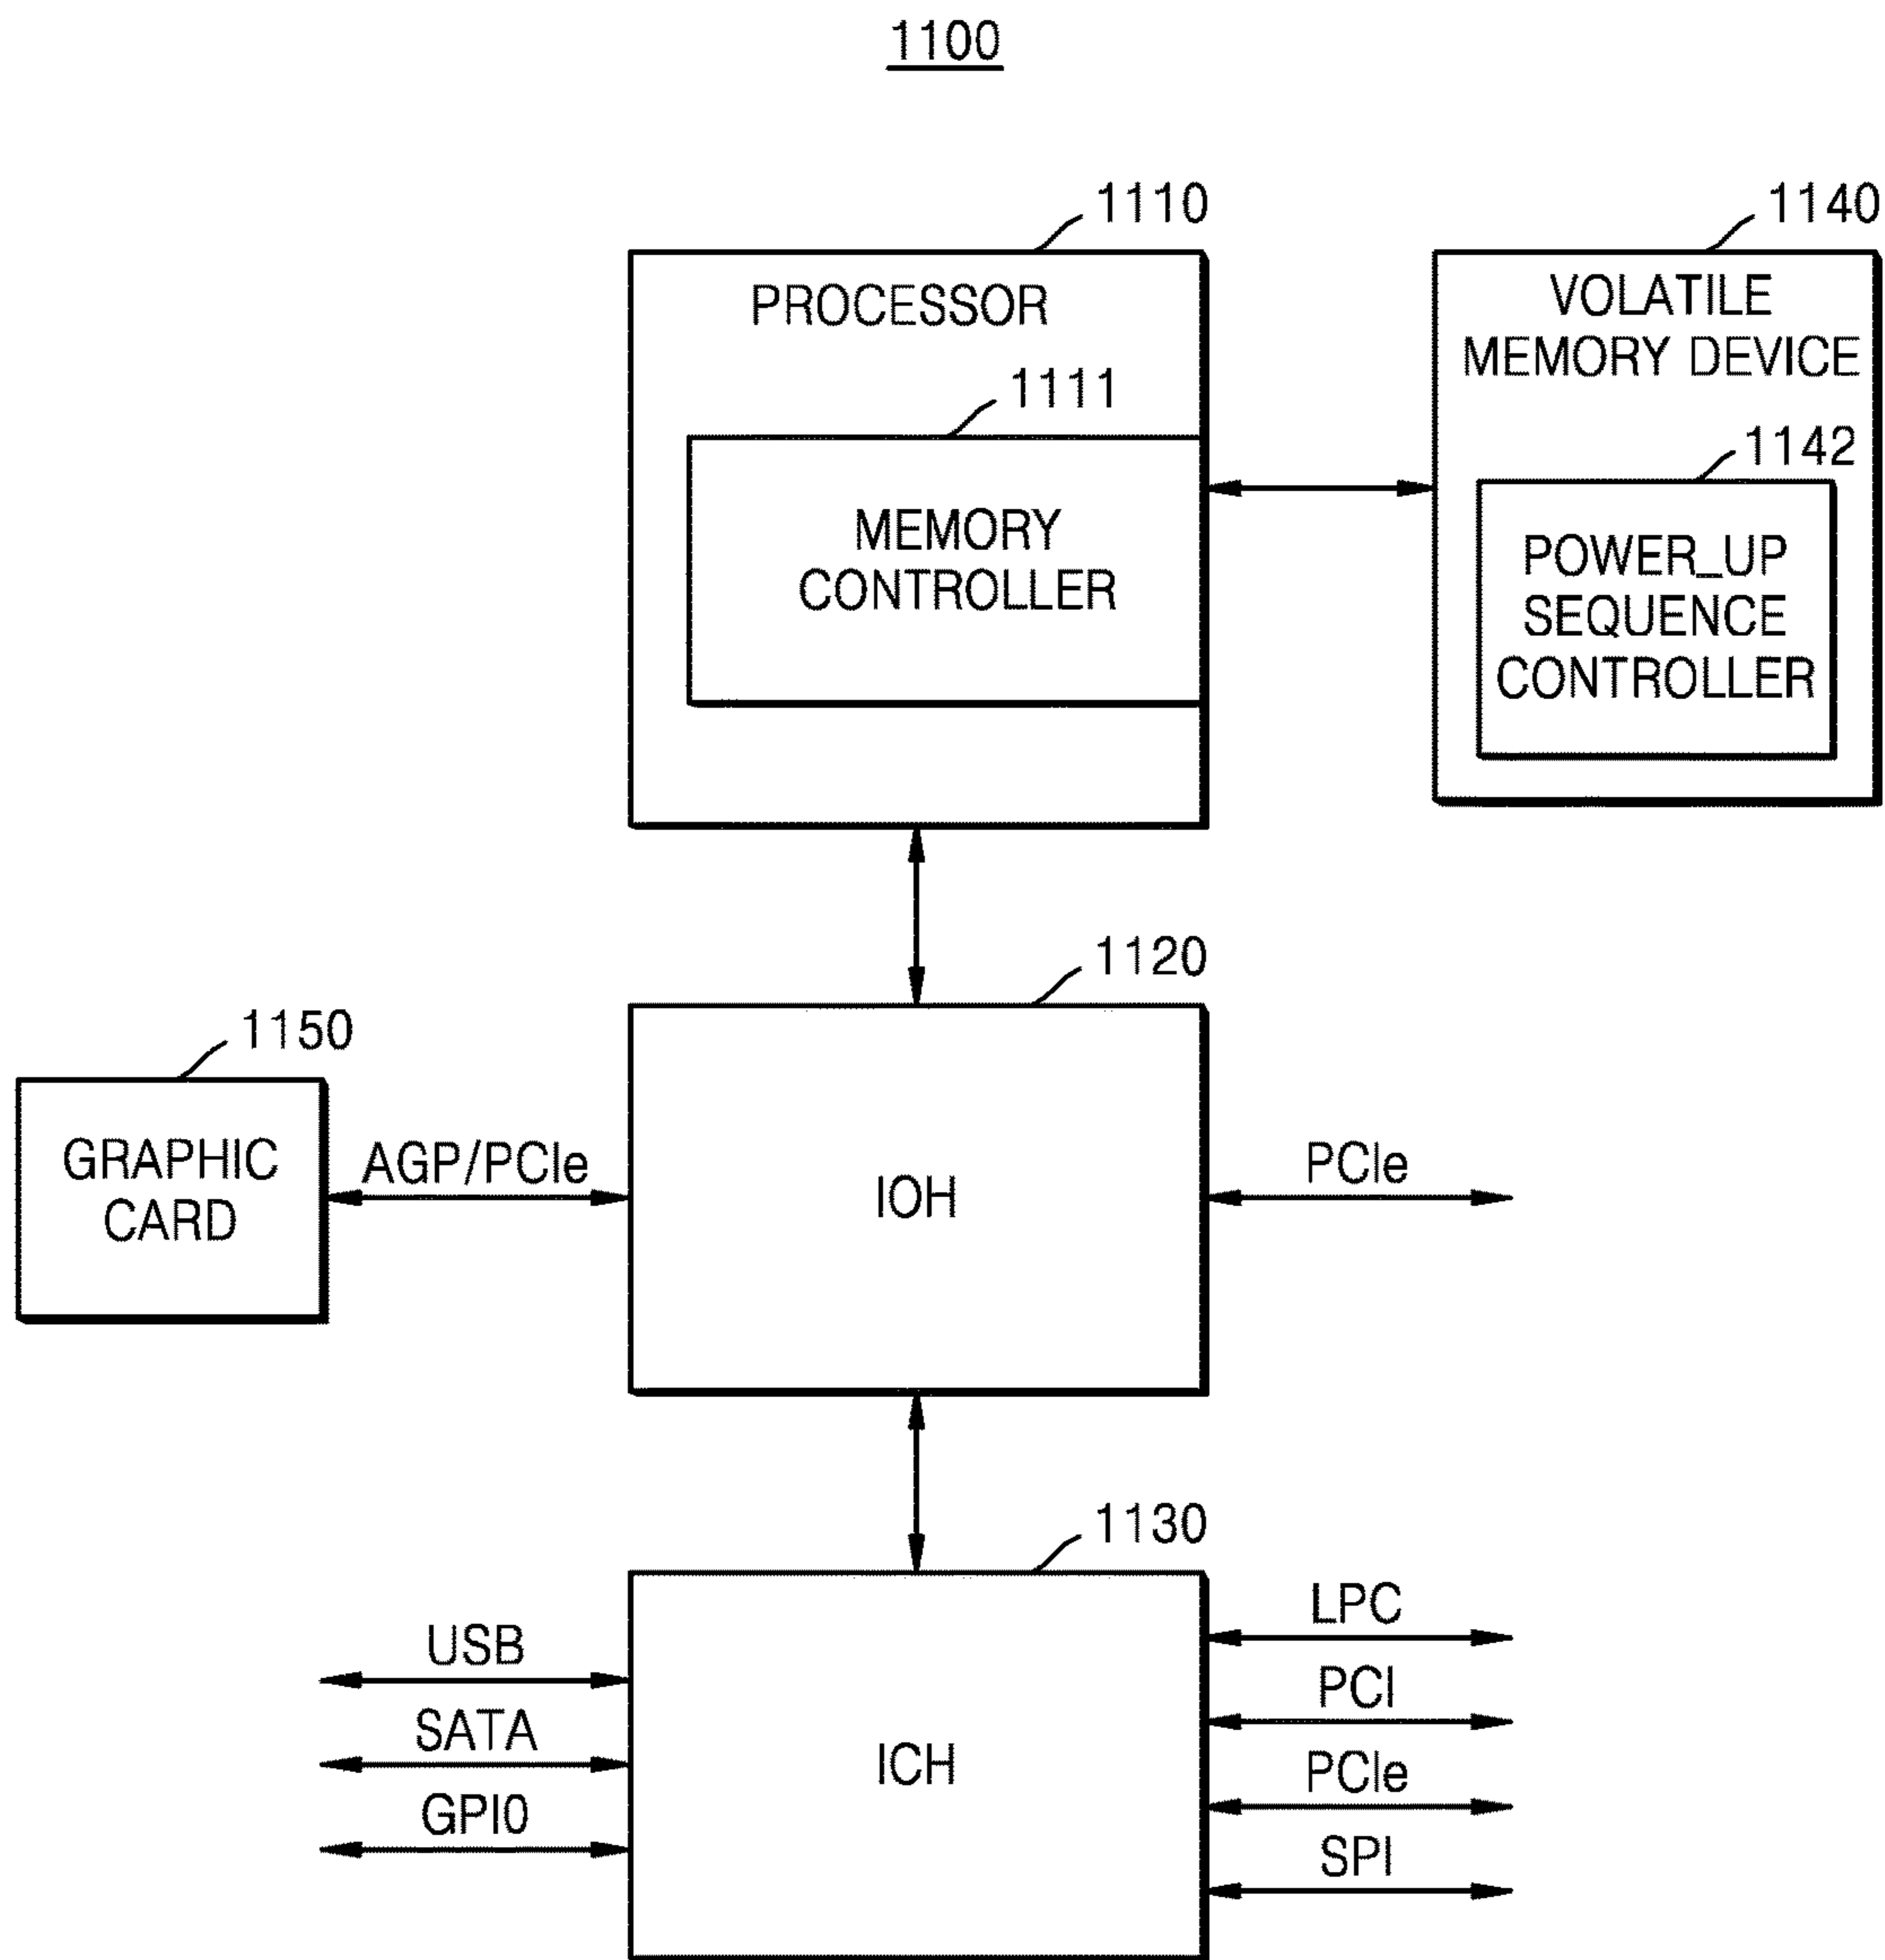 1100
1110
1140
PROCESSOR
VOLATILE
MEMORY DEVICE
1111
1142
MEMORY
CONTROLLER
POWER_UP
SEQUENCE
CONTROLLER
1120
1150
GRAPHIC
CARD
AGP/PCIe
IOH
PCIe
1130
USB
SATA
GPI0
ICH
LPC
PCI
PCIe
SPI